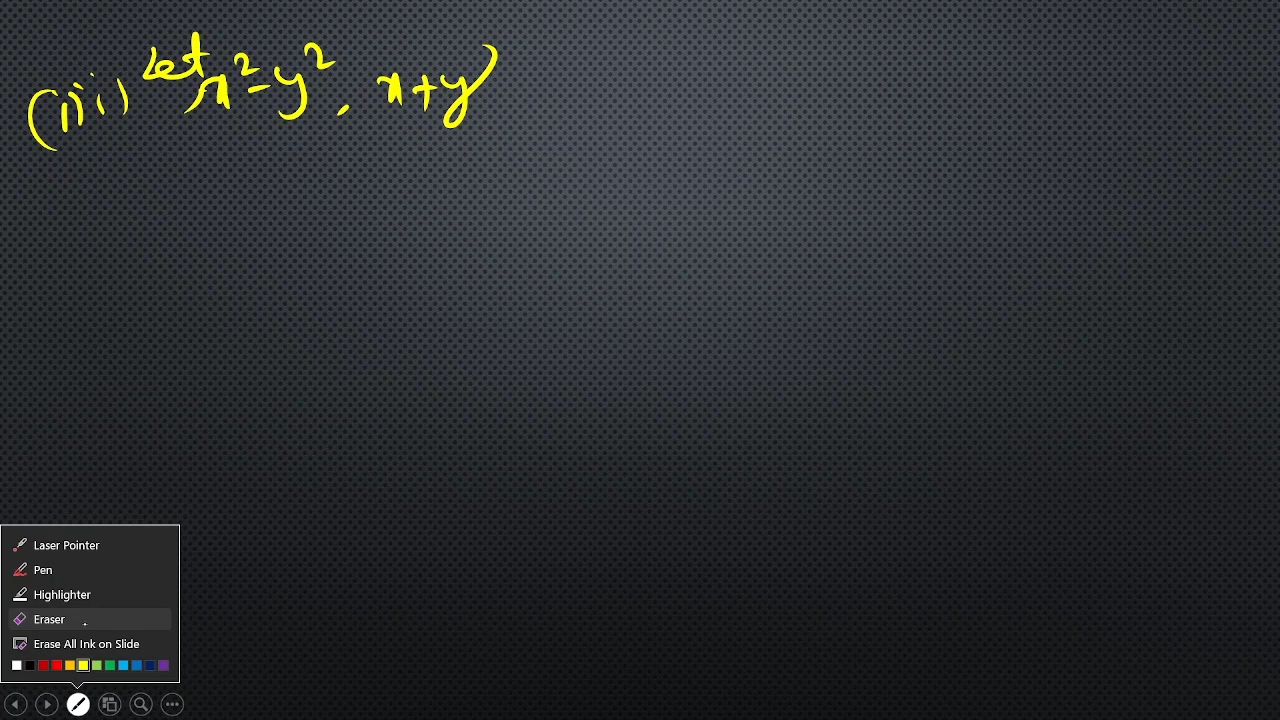 (iii) Let x² - y², x + y
Laser Pointer
Pen
Highlighter
Eraser
Erase All Ink on Slide